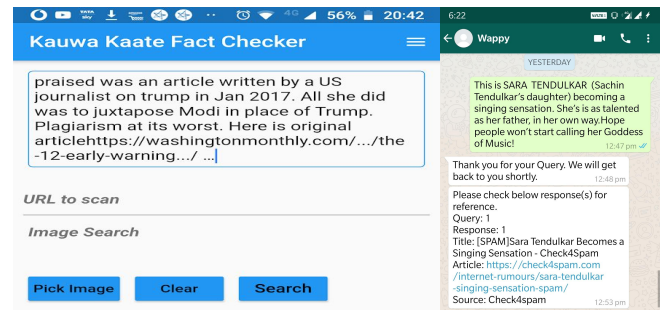 4G 56% 20:42
Kauwa Kaate Fact Checker
praised was an article written by a US
journalist on trump in Jan 2017. All she did
was to juxtapose Modi in place of Trump.
Plagiarism at its worst. Here is original
articlehttps://washingtonmonthly.com/.../the
-12-early-warning.../ ...
URL to scan
Image Search
Pick Image Clear Search
6:22
Wappy
YESTERDAY
This is SARA TENDULKAR (Sachin
Tendulkar's daughter) becoming a
singing sensation. She's is as talented
as her father, in her own way.Hope
people won't start calling her Goddess
of Music!
12:47 pm
Thank you for your Query. We will get
back to you shortly.
12:48 pm
Please check below response(s) for
reference.
Query: 1
Response: 1
Title: [SPAM]Sara Tendulkar Becomes a
Singing Sensation - Check4Spam
Article: https://check4spam.com
/internet-rumours/sara-tendulkar
-singing-sensation-spam/
Source: Check4spam
12:53 pm